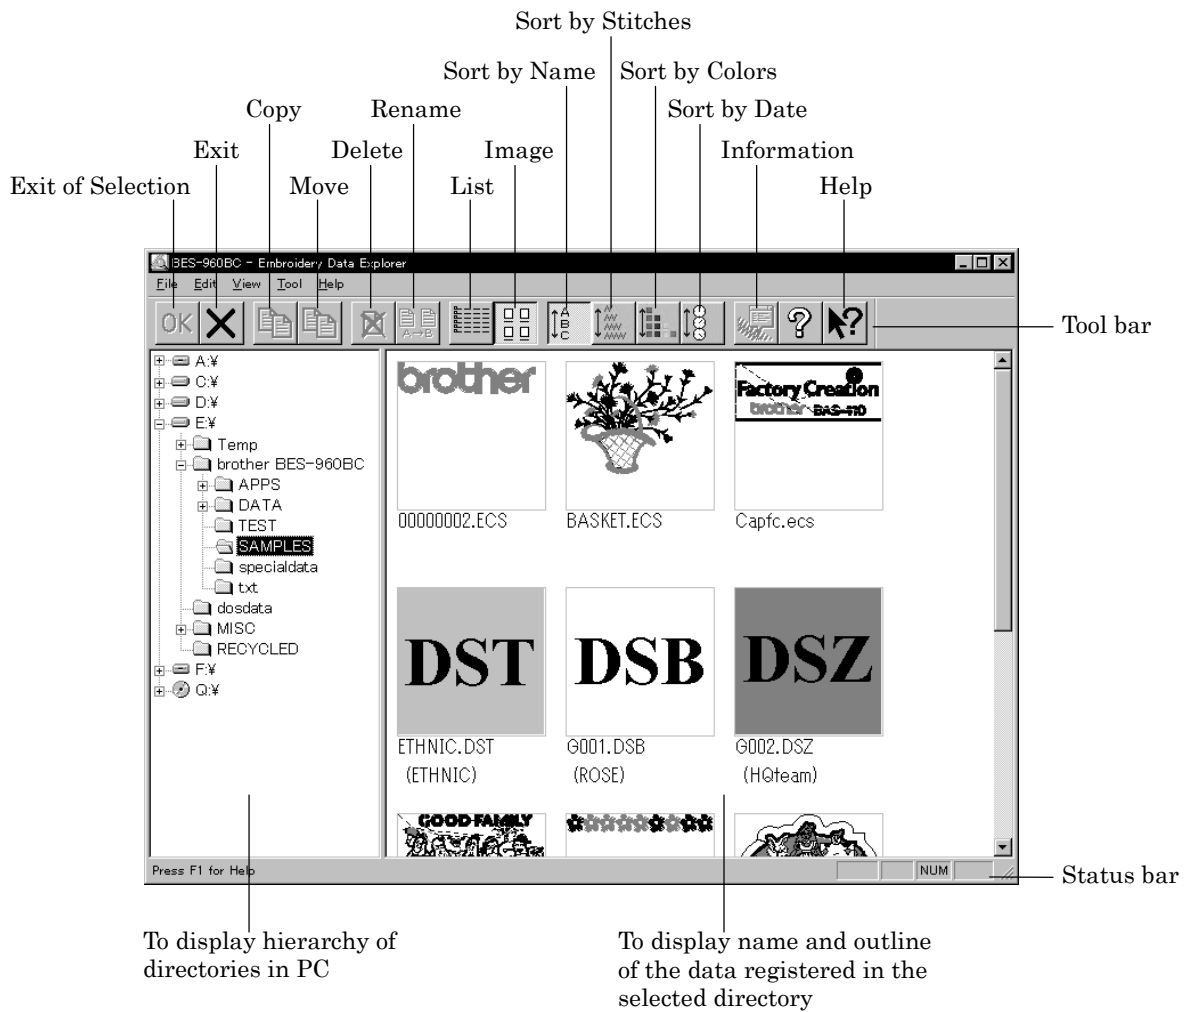 Sort by Stitches
Sort by Name Sort by Colors
Copy Rename Sort by Date
Exit Delete Image Information
Exit of Selection Move List Help
BES-960BC - Embroidery Data Explorer
File Edit View Tool Help
OK
A→B
A
B
C
Tool bar
A:¥
C:¥
D:¥
E:¥
Temp
brother BES-960BC
APPS
DATA
TEST
SAMPLES
specialdata
txt
dosdata
MISC
RECYCLED
F:¥
Q:¥
brother
Factory Creation
brother BAS-410
00000002.ECS BASKET.ECS Capfc.ecs
DST DSB DSZ
ETHNIC.DST G001.DSB G002.DSZ
(ETHNIC) (ROSE) (HQteam)
GOOD FAMILY
Press F1 for Help NUM
Status bar
To display hierarchy of
directories in PC
To display name and outline
of the data registered in the
selected directory